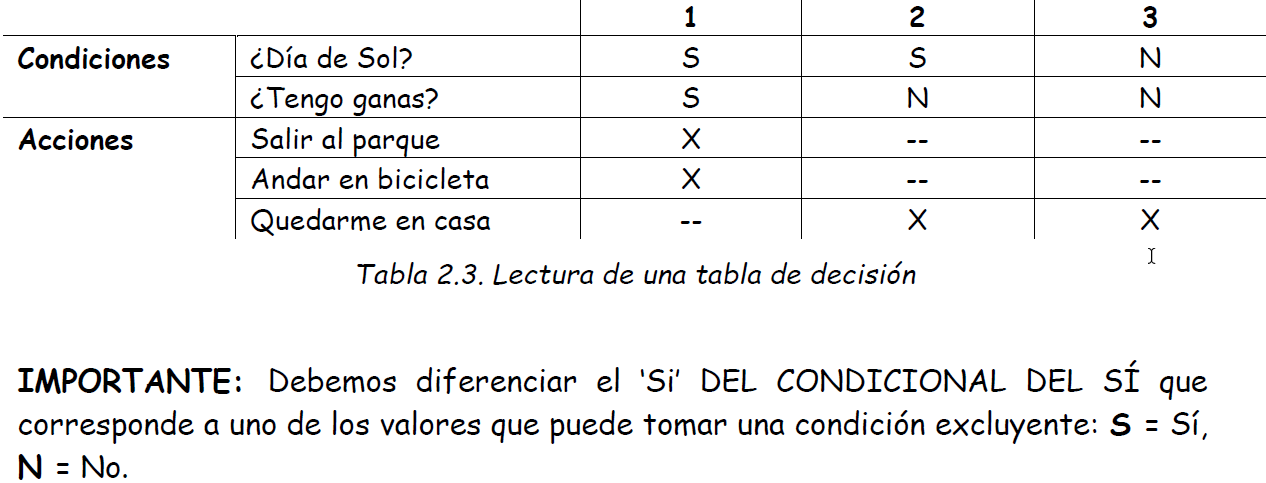 1 2 3
Condiciones ¿Día de Sol? S S N
¿Tengo ganas? S N N
Acciones Salir al parque X -- --
Andar en bicicleta X -- --
Quedarme en casa -- X X
Tabla 2.3. Lectura de una tabla de decisión
IMPORTANTE: Debemos diferenciar el ‘Si’ DEL CONDICIONAL DEL SÍ que
corresponde a uno de los valores que puede tomar una condición excluyente: S = Sí,
N = No.